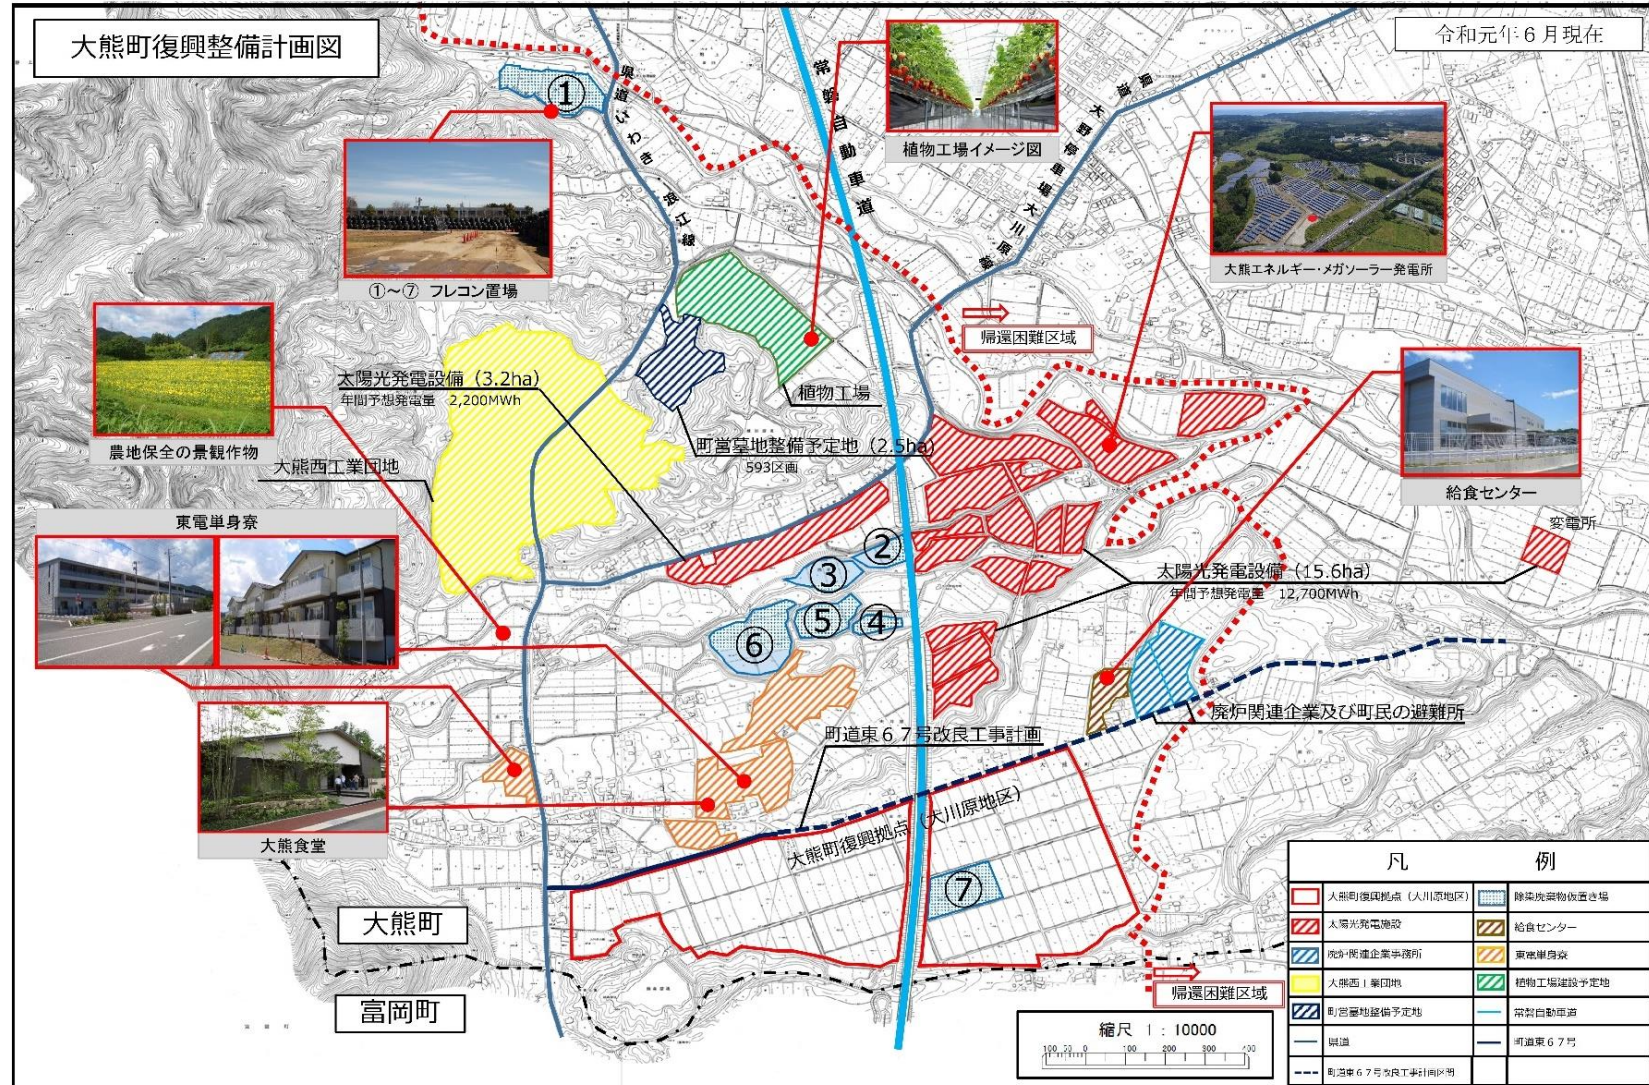 大熊町復興整備計画図
令和元年６月現在
①
県道いわき・浪江線
常磐自動車道
植物工場イメージ図
県道
大野停車場大川原線
大熊エネルギー・メガソーラー発電所
①～⑦ フレコン置場
帰還困難区域
農地保全の景観作物
太陽光発電設備（3.2ha）
年間予想発電量 2,200MWh
植物工場
町営墓地整備予定地（2.5ha）
593区画
大熊西工業団地
給食センター
東電単身寮
変電所
②
③
太陽光発電設備（15.6ha）
年間予想発電量 12,700MWh
④
⑤
⑥
廃炉関連企業及び町民の避難所
町道東６７号改良工事計画
大熊町復興拠点（大川原地区）
大熊食堂
⑦
大熊町
富岡町
帰還困難区域
縮尺 1：10000
100 50 0 100 200 300 400
凡例
大熊町復興拠点（大川原地区）
除染廃棄物仮置き場
太陽光発電施設
給食センター
廃炉関連企業事務所
東電単身寮
大熊西工業団地
植物工場建設予定地
町営墓地整備予定地
常磐自動車道
県道
町道東６７号
町道東６７号改良工事計画区間